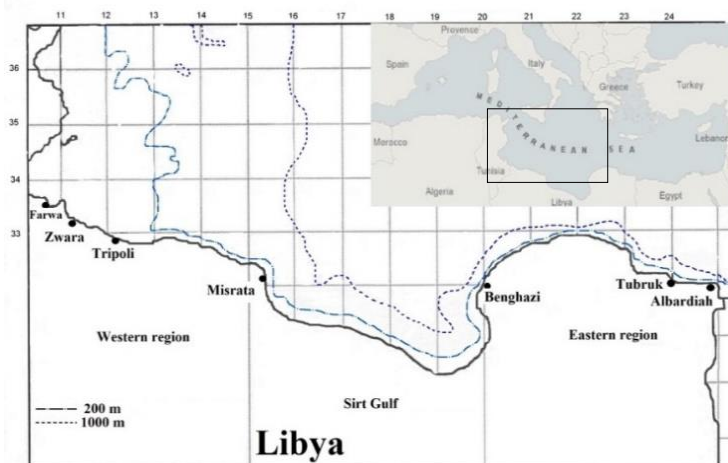 11 12 13 14 15 16 17 18 19 20 21 22 23 24
36
35
34
33
Provence
Spain
Italy
Greece
Turkey
MEDITERRANEAN SEA
Lebanon
Morocco
Tunisia
Algeria
Libya
Egypt
Farwa
Zwara
Tripoli
Misrata
Benghazi
Tubruk
Albardiah
Western region
Eastern region
Sirt Gulf
200 m
1000 m
Libya